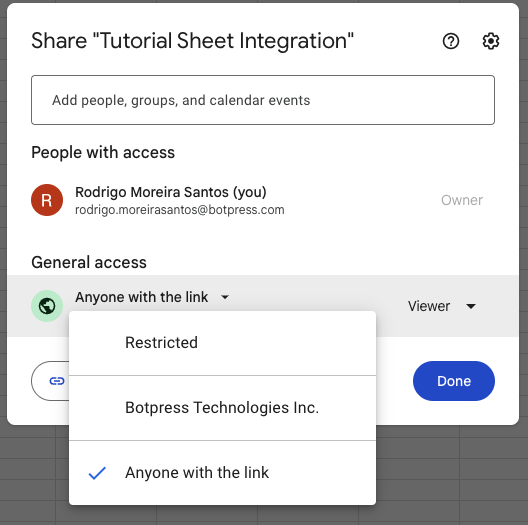 Share "Tutorial Sheet Integration"
Add people, groups, and calendar events
People with access
R
Rodrigo Moreira Santos (you)
rodrigo.moreirasantos@botpress.com
Owner
General access
Anyone with the link
Viewer
Restricted
Botpress Technologies Inc.
Anyone with the link
Done